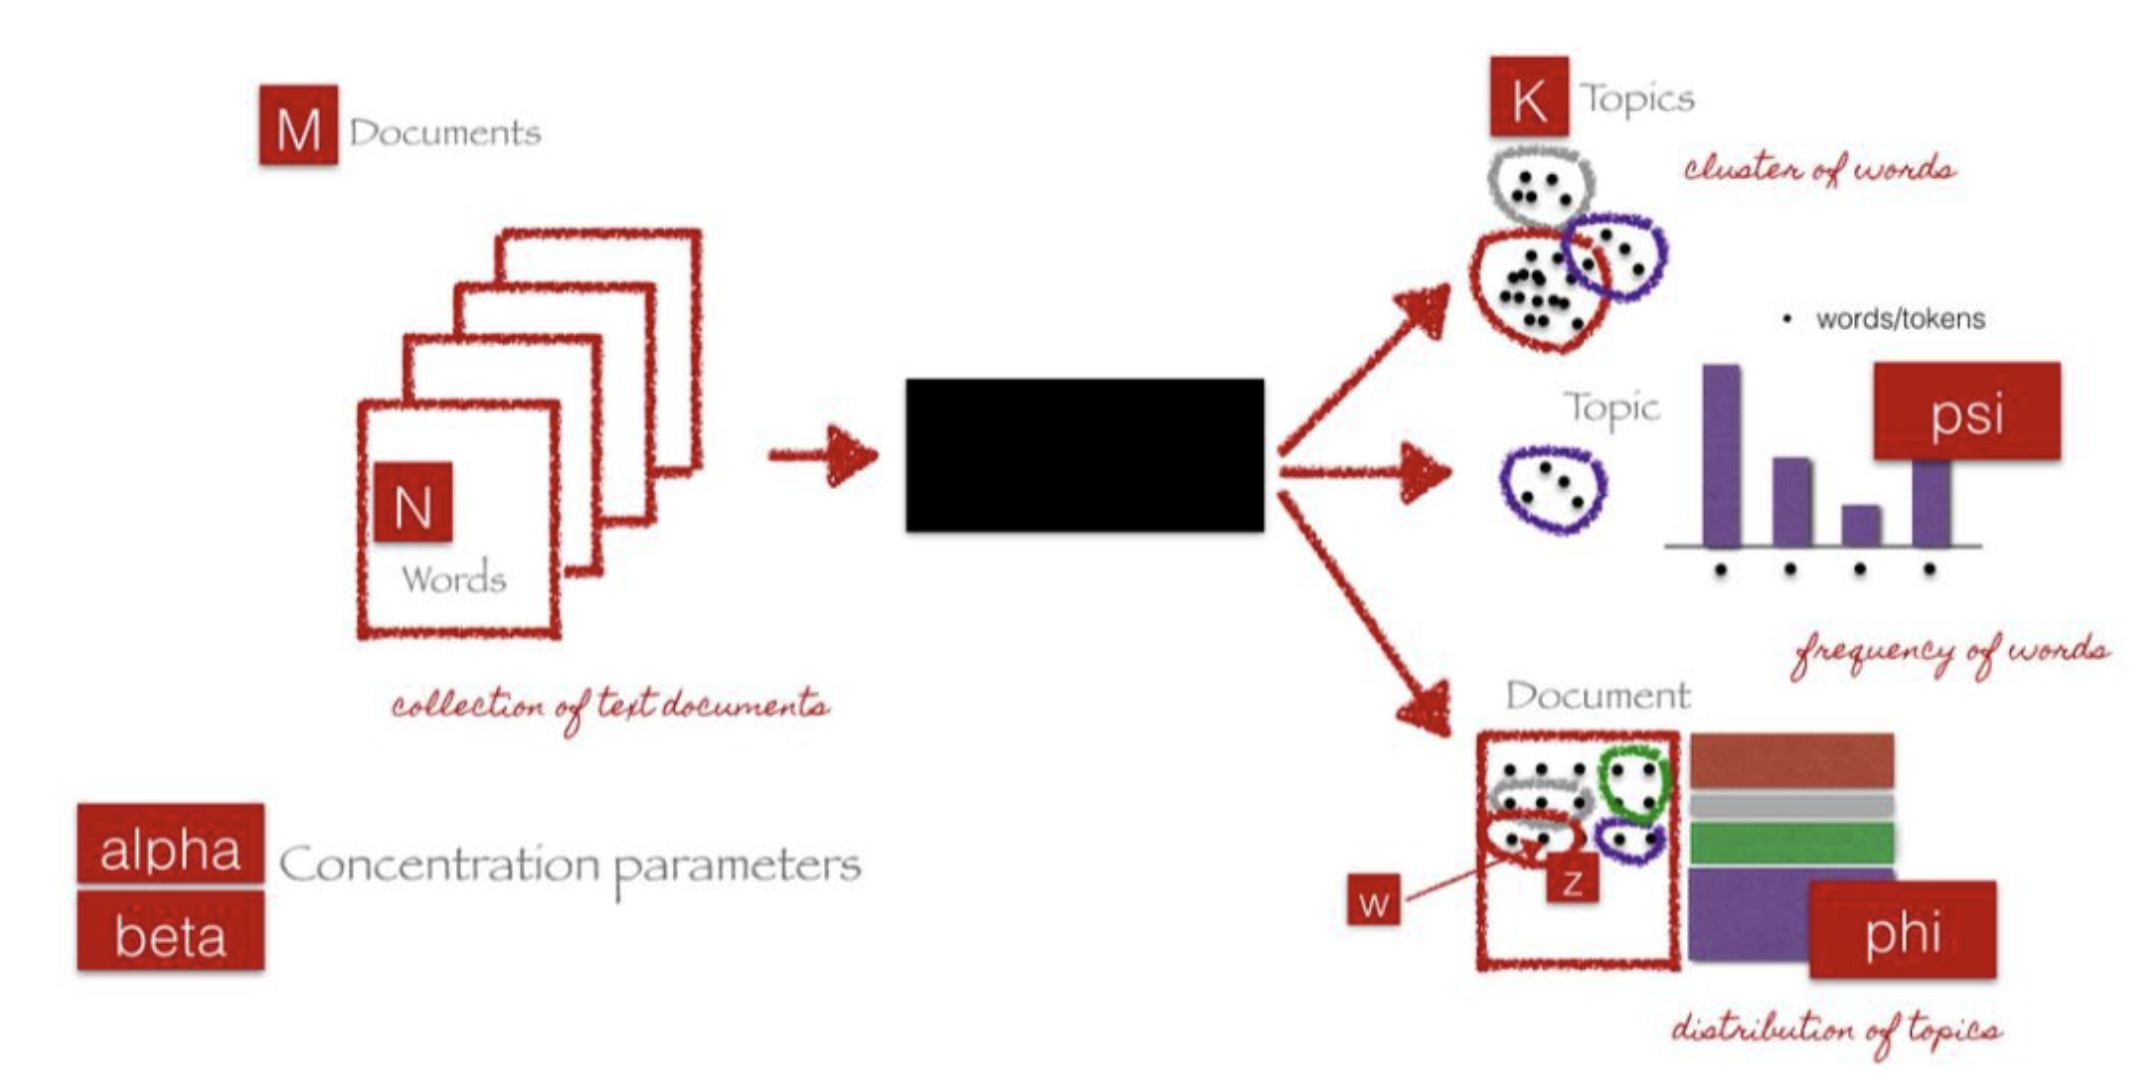 M Documents
N
Words
collection of text documents
alpha
beta
Concentration parameters
K Topics
cluster of words
• words/tokens
Topic
psi
frequency of words
Document
w
z
phi
distribution of topics